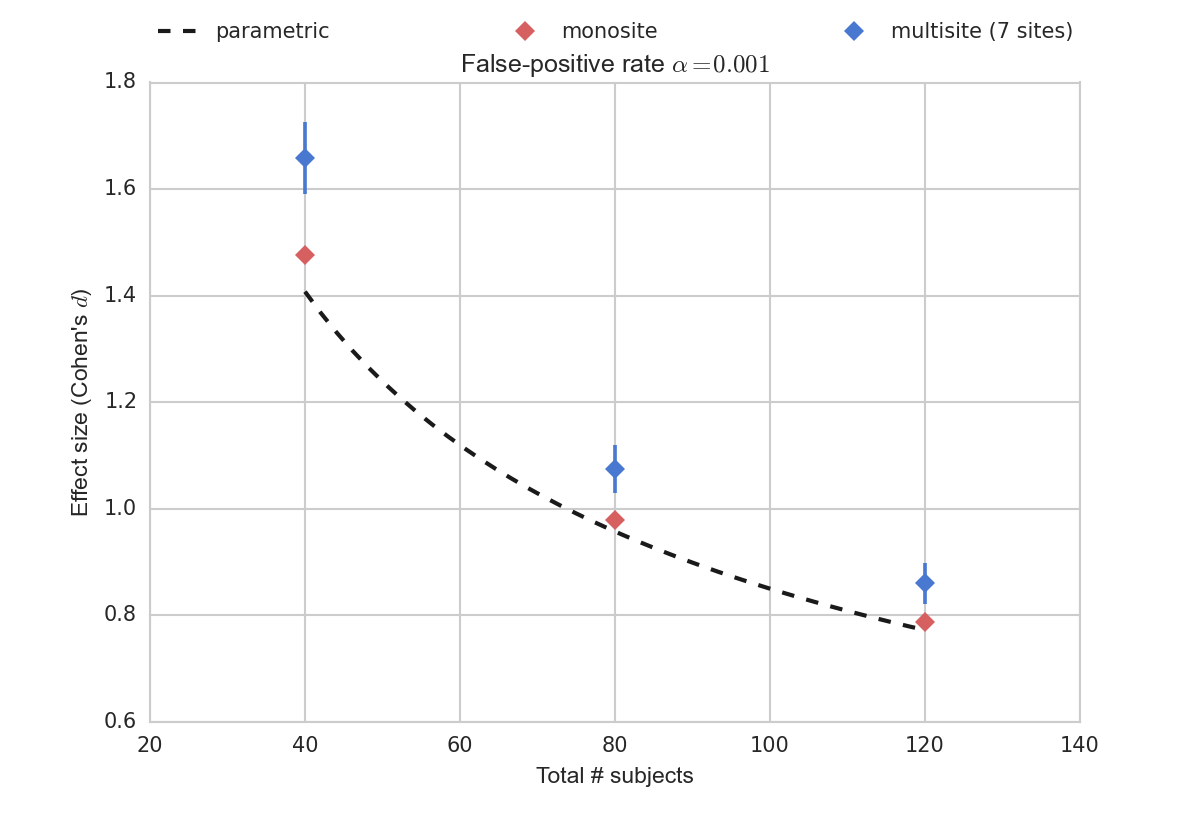 parametric monosite multisite (7 sites)
False-positive rate α=0.001
1.8
1.6
1.4
1.2
1.0
0.8
0.6
Effect size (Cohen's d)
20 40 60 80 100 120 140
Total # subjects